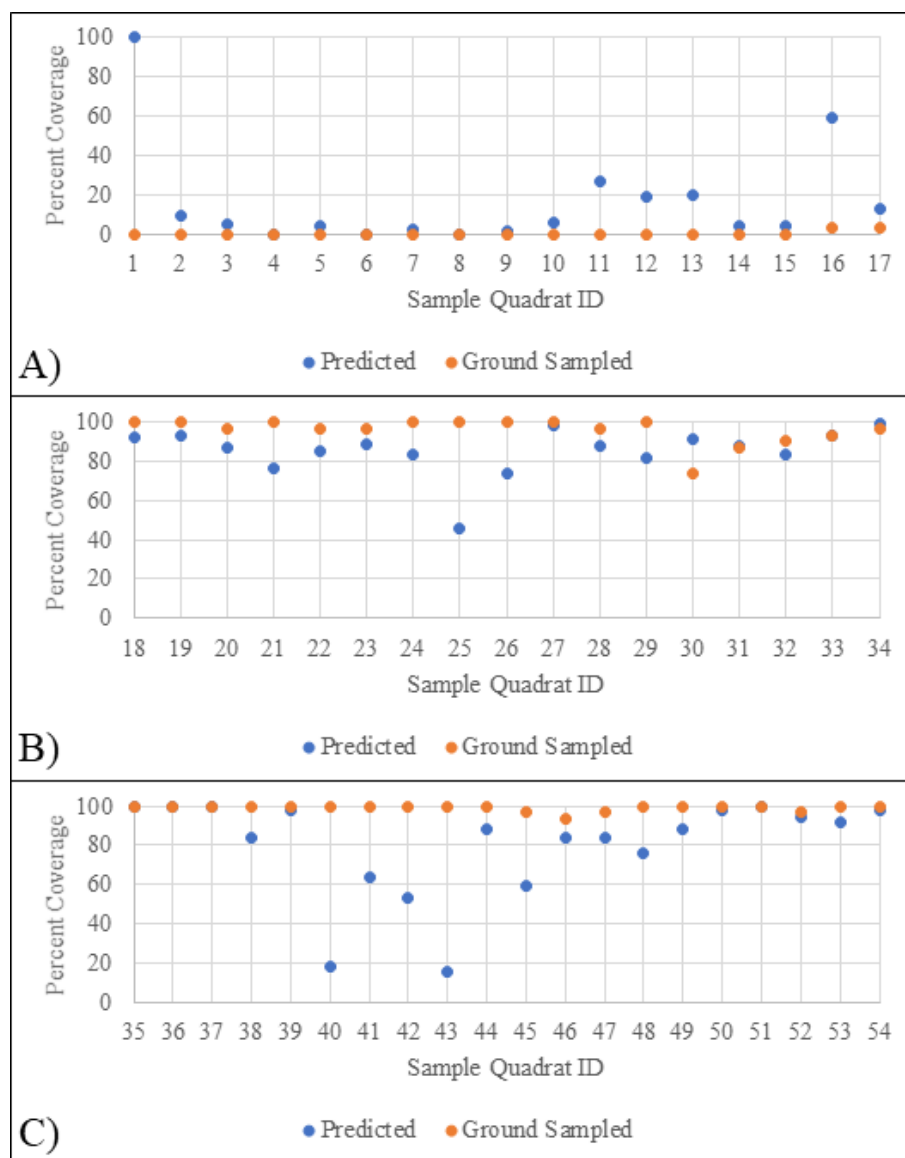 100
80
60
40
20
0
Percent Coverage
1 2 3 4 5 6 7 8 9 10 11 12 13 14 15 16 17
Sample Quadrat ID
A)
Predicted Ground Sampled
100
80
60
40
20
0
Percent Coverage
18 19 20 21 22 23 24 25 26 27 28 29 30 31 32 33 34
Sample Quadrat ID
B)
Predicted Ground Sampled
100
80
60
40
20
0
Percent Coverage
35 36 37 38 39 40 41 42 43 44 45 46 47 48 49 50 51 52 53 54
Sample Quadrat ID
C)
Predicted Ground Sampled